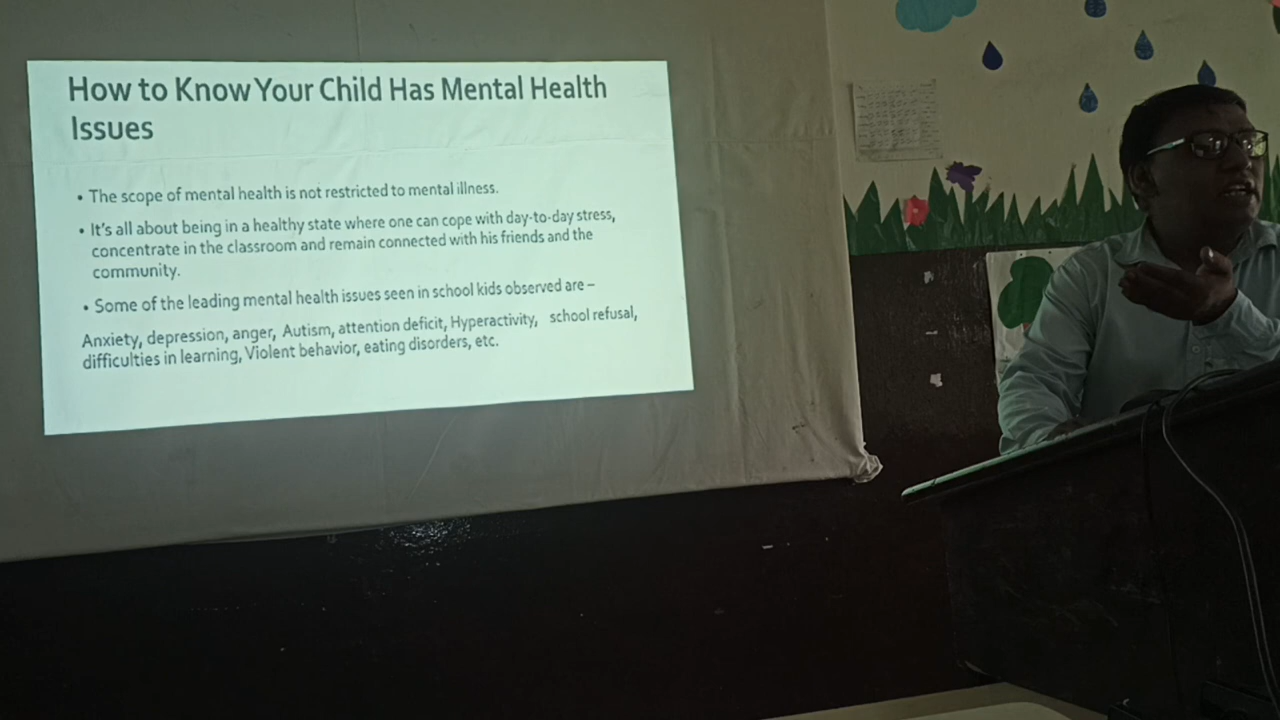 How to Know Your Child Has Mental Health
Issues
• The scope of mental health is not restricted to mental illness.
• It's all about being in a healthy state where one can cope with day-to-day stress,
concentrate in the classroom and remain connected with his friends and the
community.
• Some of the leading mental health issues seen in school kids observed are –
Anxiety, depression, anger, Autism, attention deficit, Hyperactivity, school refusal,
difficulties in learning, Violent behavior, eating disorders, etc.